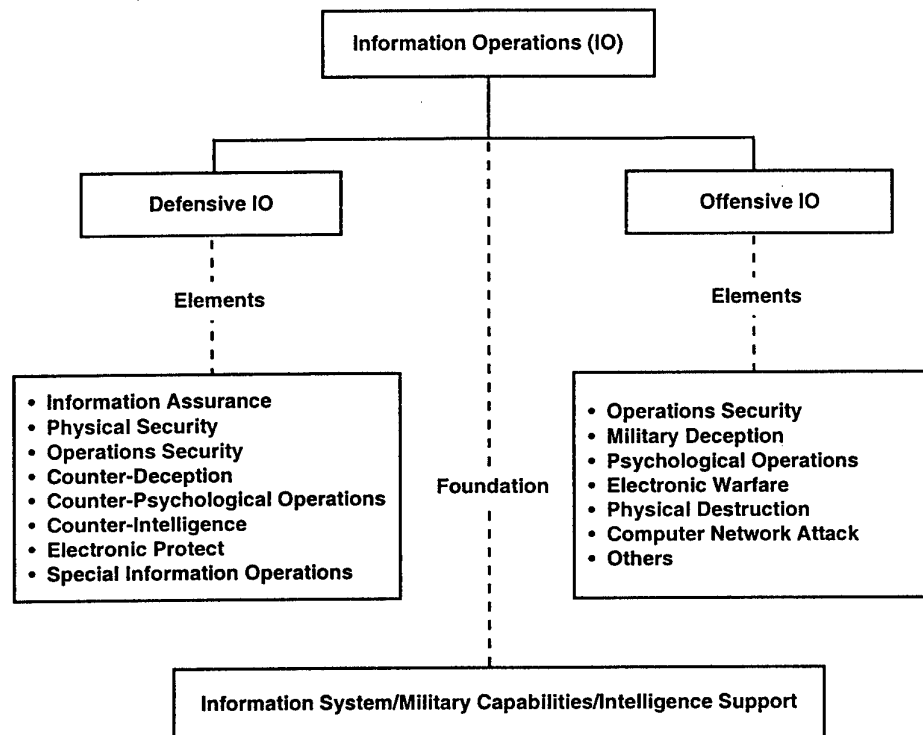 Information Operations (IO)
Defensive IO
Offensive IO
Elements
Elements
• Information Assurance
• Physical Security
• Operations Security
• Counter-Deception
• Counter-Psychological Operations
• Counter-Intelligence
• Electronic Protect
• Special Information Operations
Foundation
• Operations Security
• Military Deception
• Psychological Operations
• Electronic Warfare
• Physical Destruction
• Computer Network Attack
• Others
Information System/Military Capabilities/Intelligence Support